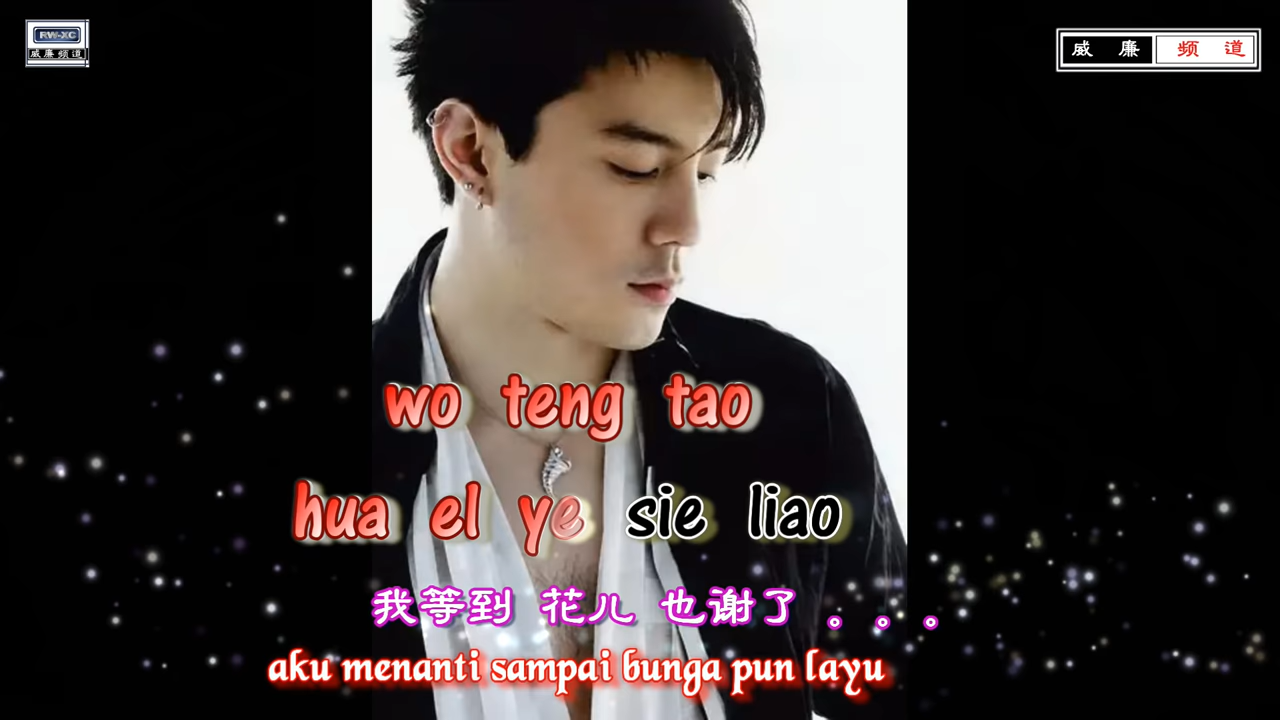 RW-XC
威廉频道
威廉 频道
wo teng tao
hua el ye sie liao
我等到 花儿 也谢了 。。。
aku menanti sampai bunga pun layu